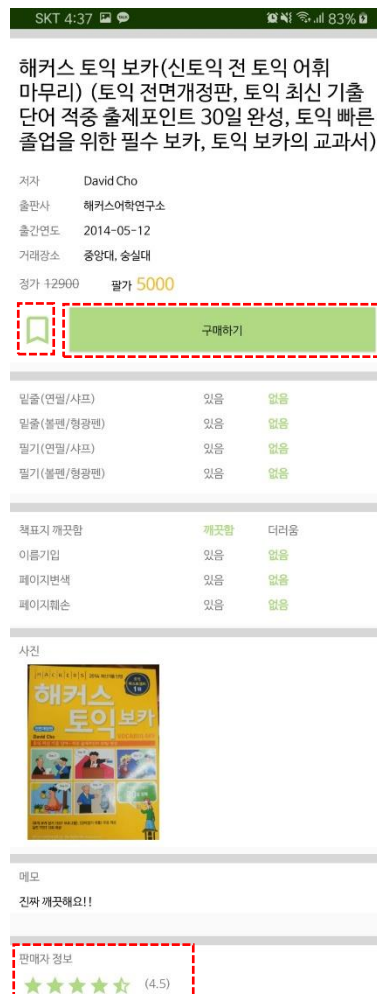 SKT 4:37 83%
해커스 토익 보카(신토익 전 토익 어휘
마무리) (토익 전면개정판, 토익 최신 기출
단어 적중 출제포인트 30일 완성, 토익 빠른
졸업을 위한 필수 보카, 토익 보카의 교과서)
저자 David Cho
출판사 해커스어학연구소
출간연도 2014-05-12
거래장소 중앙대, 숭실대
정가 12900 팔가 5000
구매하기
밑줄(연필/샤프) 있음 없음
밑줄(볼펜/형광펜) 있음 없음
필기(연필/샤프) 있음 없음
필기(볼펜/형광펜) 있음 없음
책표지 깨끗함 깨끗함 더러움
이름기입 있음 없음
페이지변색 있음 없음
페이지훼손 있음 없음
사진
HACKERS
해커스
토익 보카
David Cho
VOCABULARY
메모
진짜 깨끗해요!!
판매자 정보
(4.5)